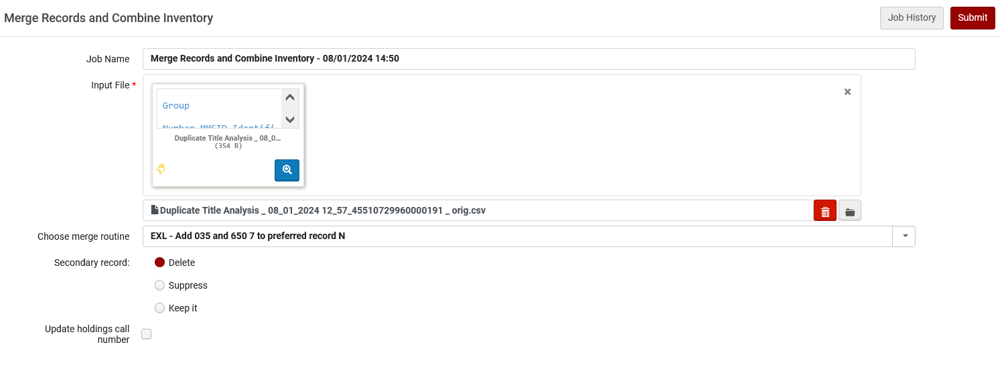 Merge Records and Combine Inventory
Job History
Submit
Job Name
Merge Records and Combine Inventory - 08/01/2024 14:50
Input File *
Group
Number,MMSID,Identifi
Duplicate Title Analysis _ 08_0...
(354 B)
Duplicate Title Analysis _ 08_01_2024 12_57_45510729960000191 _ orig.csv
Choose merge routine
EXL - Add 035 and 650 7 to preferred record N
Secondary record:
Delete
Suppress
Keep it
Update holdings call
number